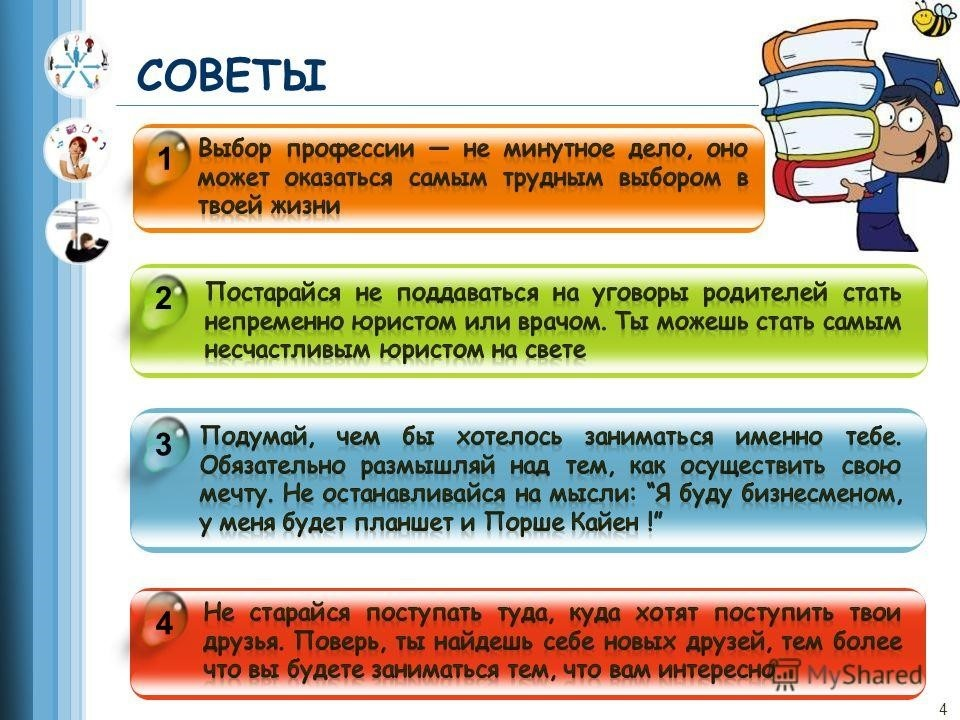 СОВЕТЫ
1
Выбор профессии — не минутное дело, оно
может оказаться самым трудным выбором в
твоей жизни
2
Постарайся не поддаваться на уговоры родителей стать
непременно юристом или врачом. Ты можешь стать самым
несчастливым юристом на свете
3
Подумай, чем бы хотелось заниматься именно тебе.
Обязательно размышляй над тем, как осуществить свою
мечту. Не останавливайся на мысли: “Я буду бизнесменом,
у меня будет планшет и Порше Кайен !”
4
Не старайся поступать туда, куда хотят поступить твои
друзья. Поверь, ты найдешь себе новых друзей, тем более
что вы будете заниматься тем, что вам интересно
MyShared
4